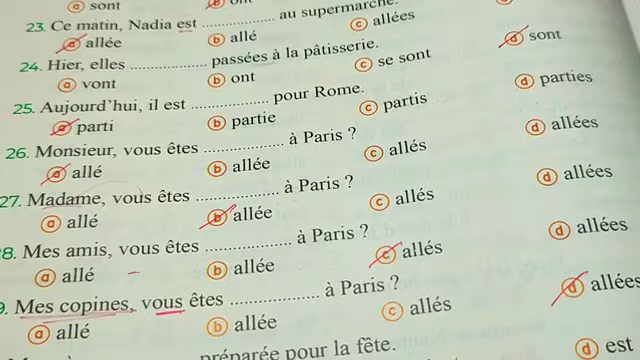 ⓐ sont
23. Ce matin, Nadia est .................. au supermarché.
ⓐ allée ⓑ allé ⓒ allées
24. Hier, elles .................. passées à la pâtisserie.
ⓐ vont ⓑ ont ⓒ se sont ⓓ sont
25. Aujourd'hui, il est .................. pour Rome.
ⓐ parti ⓑ partie ⓒ partis ⓓ parties
26. Monsieur, vous êtes .................. à Paris ?
ⓐ allé ⓑ allée ⓒ allés ⓓ allées
27. Madame, vous êtes .................. à Paris ?
ⓐ allé ⓑ allée ⓒ allés ⓓ allées
8. Mes amis, vous êtes .................. à Paris ?
ⓐ allé ⓑ allée ⓒ allés ⓓ allées
9. Mes copines, vous êtes .................. à Paris ?
ⓐ allé ⓑ allée ⓒ allés ⓓ allées
préparée pour la fête.
ⓓ est